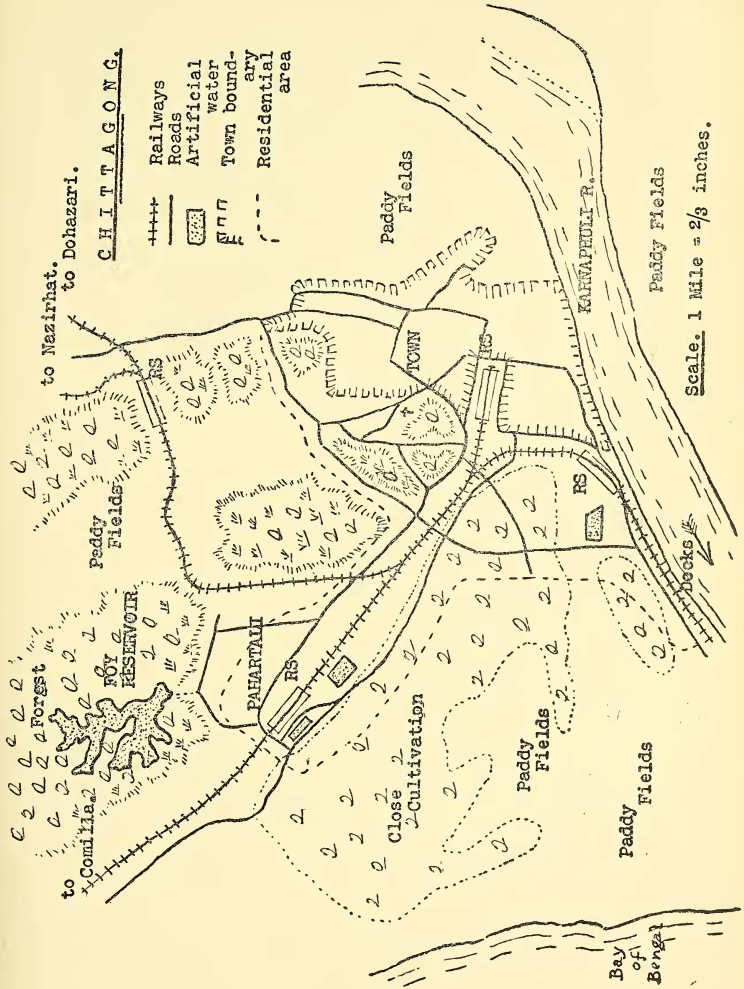 CHITTAGONG.
Railways
Roads
Artificial
water
Town bound-
ary
Residential
area
to Nazirhat.
to Dohazari.
RS
Paddy
Fields
Forest
FOY
RESERVOIR
to Comilla.
PAHARTALI
RS
TOWN
RS
Paddy
Fields
KARNAPHULI R.
Paddy Fields
RS
Docks
Close
Cultivation
Paddy
Fields
Paddy
Fields
Bay
of
Bengal
Scale. 1 Mile = 2/3 inches.